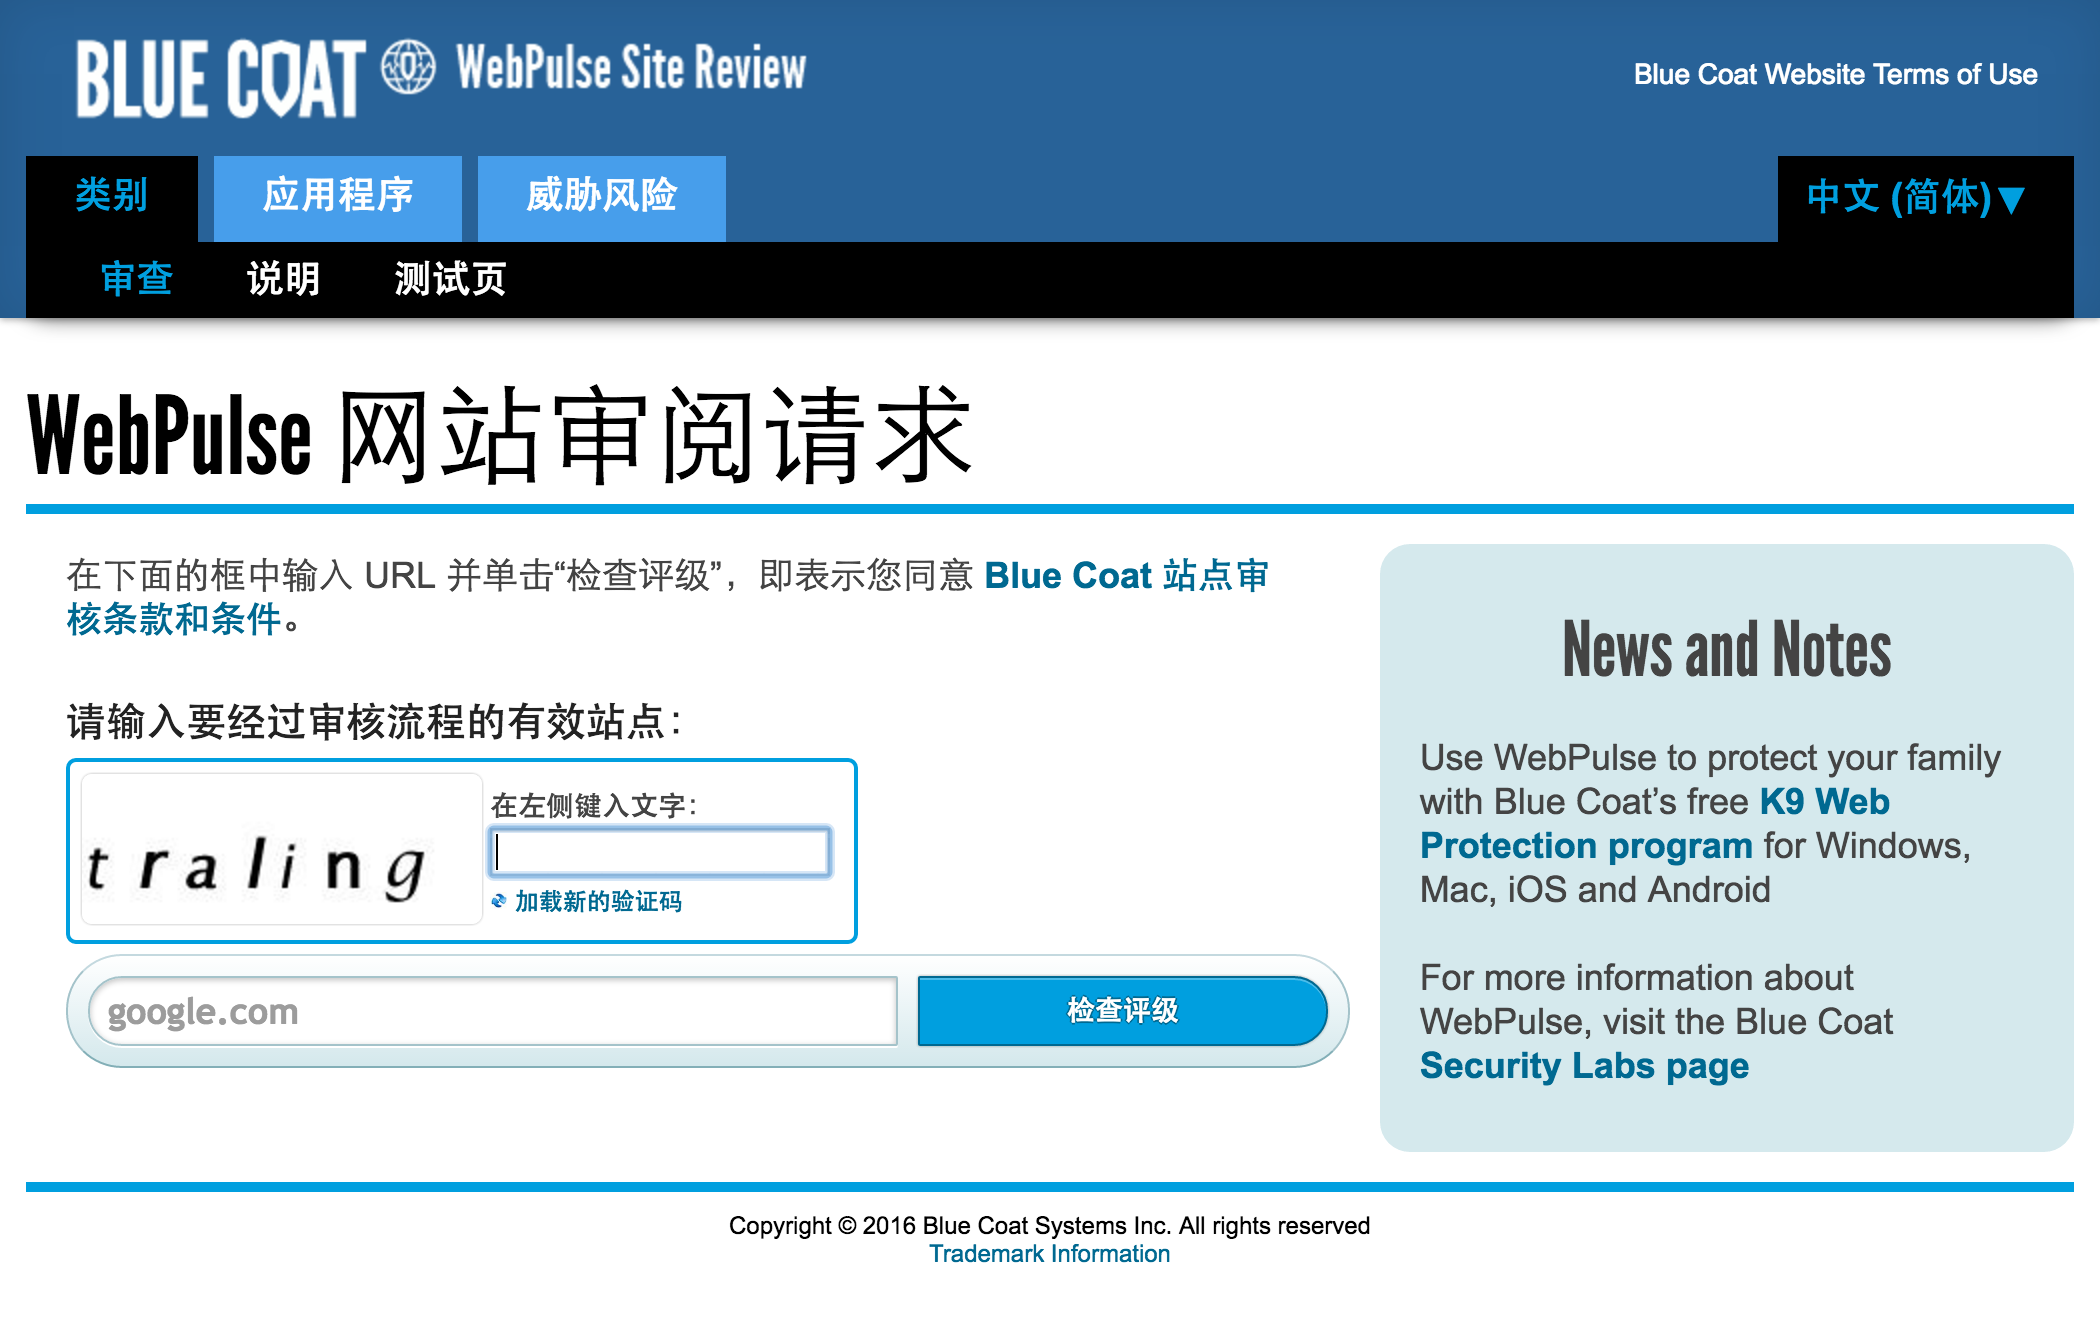 BLUE COAT WebPulse Site Review
Blue Coat Website Terms of Use
类别 应用程序 威胁风险 中文 (简体)▼
审查 说明 测试页
WebPulse 网站审阅请求
在下面的框中输入 URL 并单击“检查评级”，即表示您同意 Blue Coat 站点审
核条款和条件。
请输入要经过审核流程的有效站点：
traling
在左侧键入文字：
加载新的验证码
google.com
检查评级
News and Notes
Use WebPulse to protect your family
with Blue Coat’s free K9 Web
Protection program for Windows,
Mac, iOS and Android
For more information about
WebPulse, visit the Blue Coat
Security Labs page
Copyright © 2016 Blue Coat Systems Inc. All rights reserved
Trademark Information